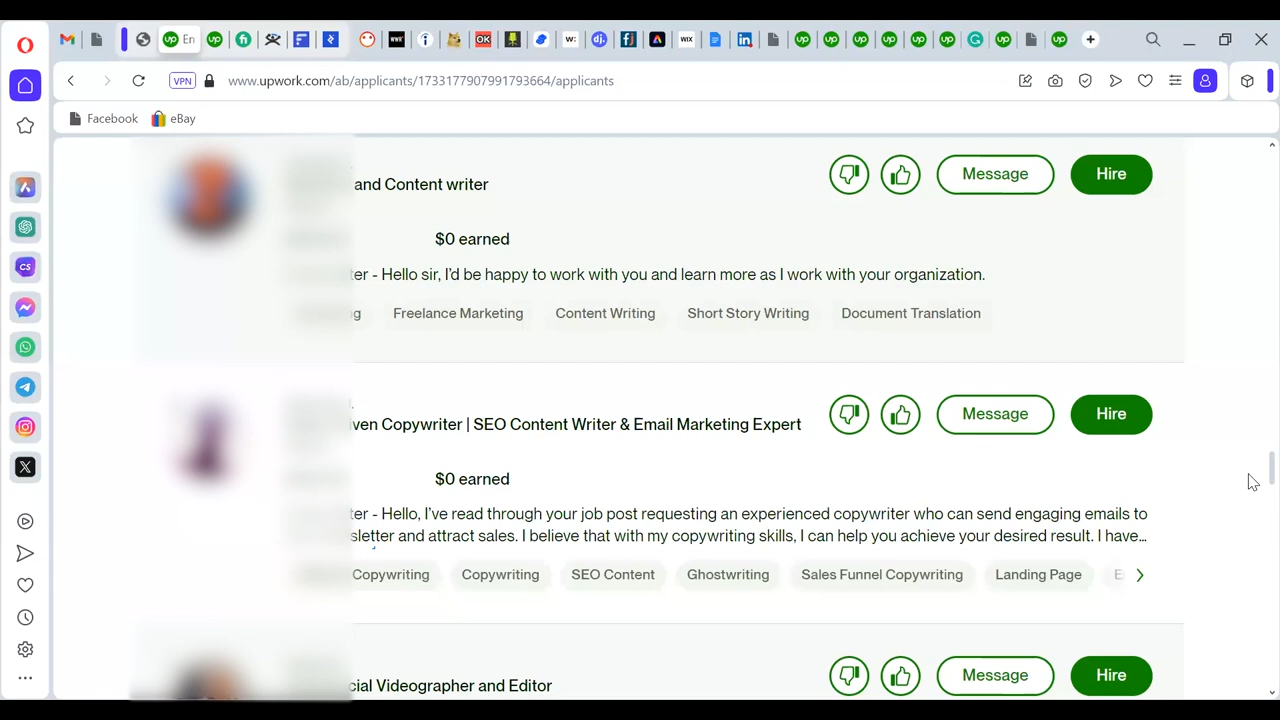 En
www.upwork.com/ab/applicants/1733177907991793664/applicants
VPN
Facebook
eBay
and Content writer
Message
Hire
$0 earned
- Hello sir, I'd be happy to work with you and learn more as I work with your organization.
Freelance Marketing
Content Writing
Short Story Writing
Document Translation
Copywriter | SEO Content Writer & Email Marketing Expert
Message
Hire
$0 earned
- Hello, I've read through your job post requesting an experienced copywriter who can send engaging emails to
and attract sales. I believe that with my copywriting skills, I can help you achieve your desired result. I have...
Copywriting
Copywriting
SEO Content
Ghostwriting
Sales Funnel Copywriting
Landing Page
Videographer and Editor
Message
Hire